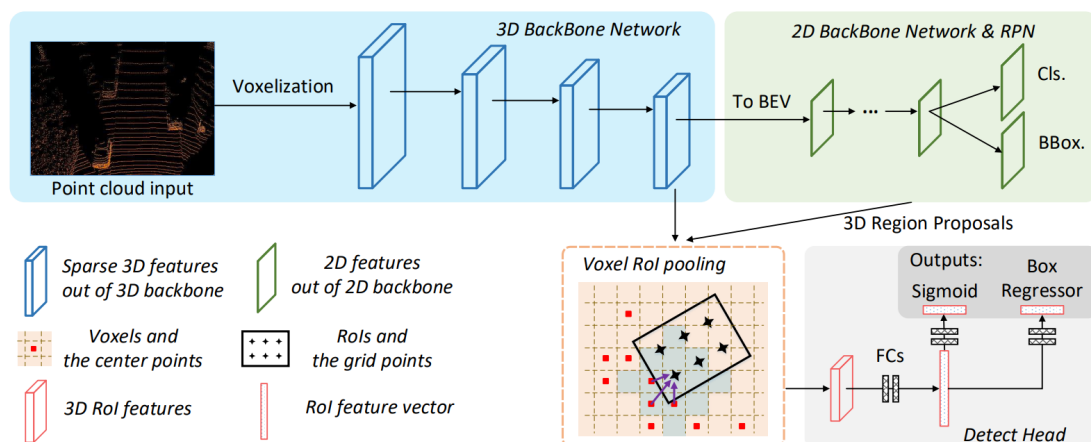 3D BackBone Network
2D BackBone Network & RPN
Voxelization
To BEV
Cls.
BBox.
Point cloud input
3D Region Proposals
Sparse 3D features
out of 3D backbone
2D features
out of 2D backbone
Voxels and
the center points
RoIs and
the grid points
3D RoI features
RoI feature vector
Voxel RoI pooling
Outputs:
Sigmoid
Box
Regressor
FCs
Detect Head